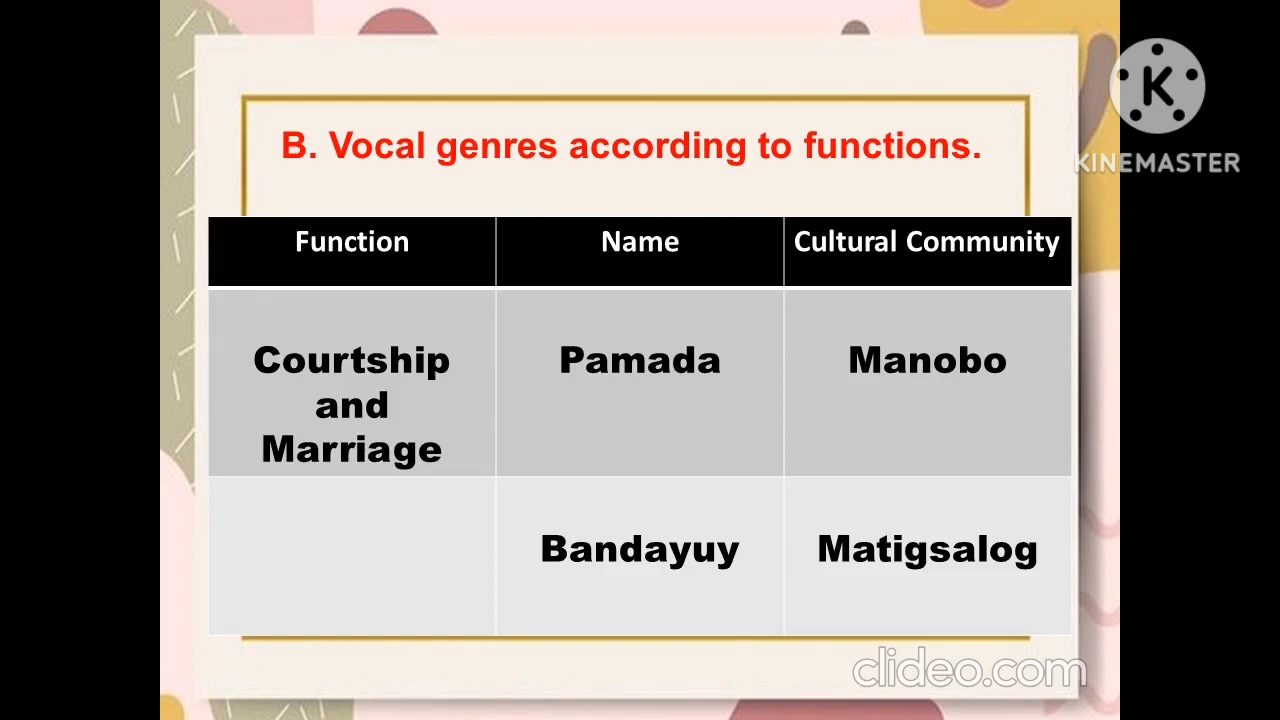 B. Vocal genres according to functions.
K
KINEMASTER
Function Name Cultural Community
Courtship Pamada Manobo
and
Marriage
Bandayuy Matigsalog
clideo.com